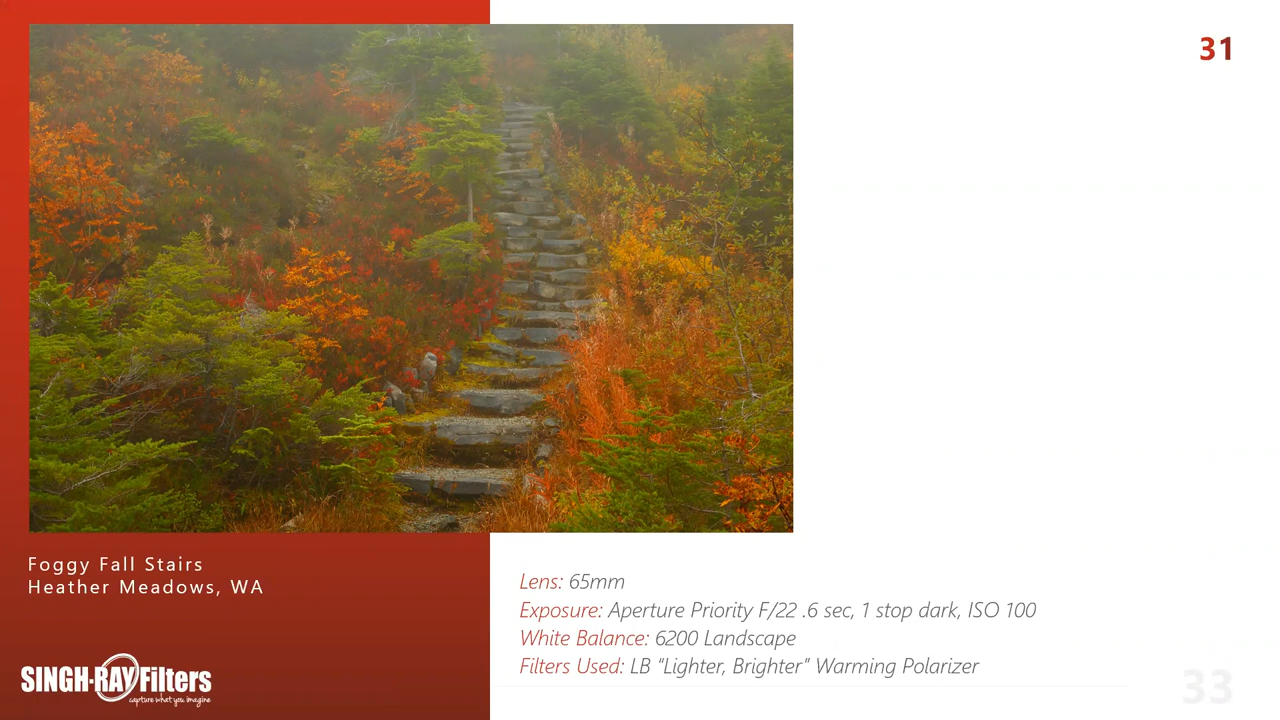 31
Foggy Fall Stairs
Heather Meadows, WA
Lens: 65mm
Exposure: Aperture Priority F/22 .6 sec, 1 stop dark, ISO 100
White Balance: 6200 Landscape
Filters Used: LB "Lighter, Brighter" Warming Polarizer
SINGH-RAY Filters
capture what you imagine
33